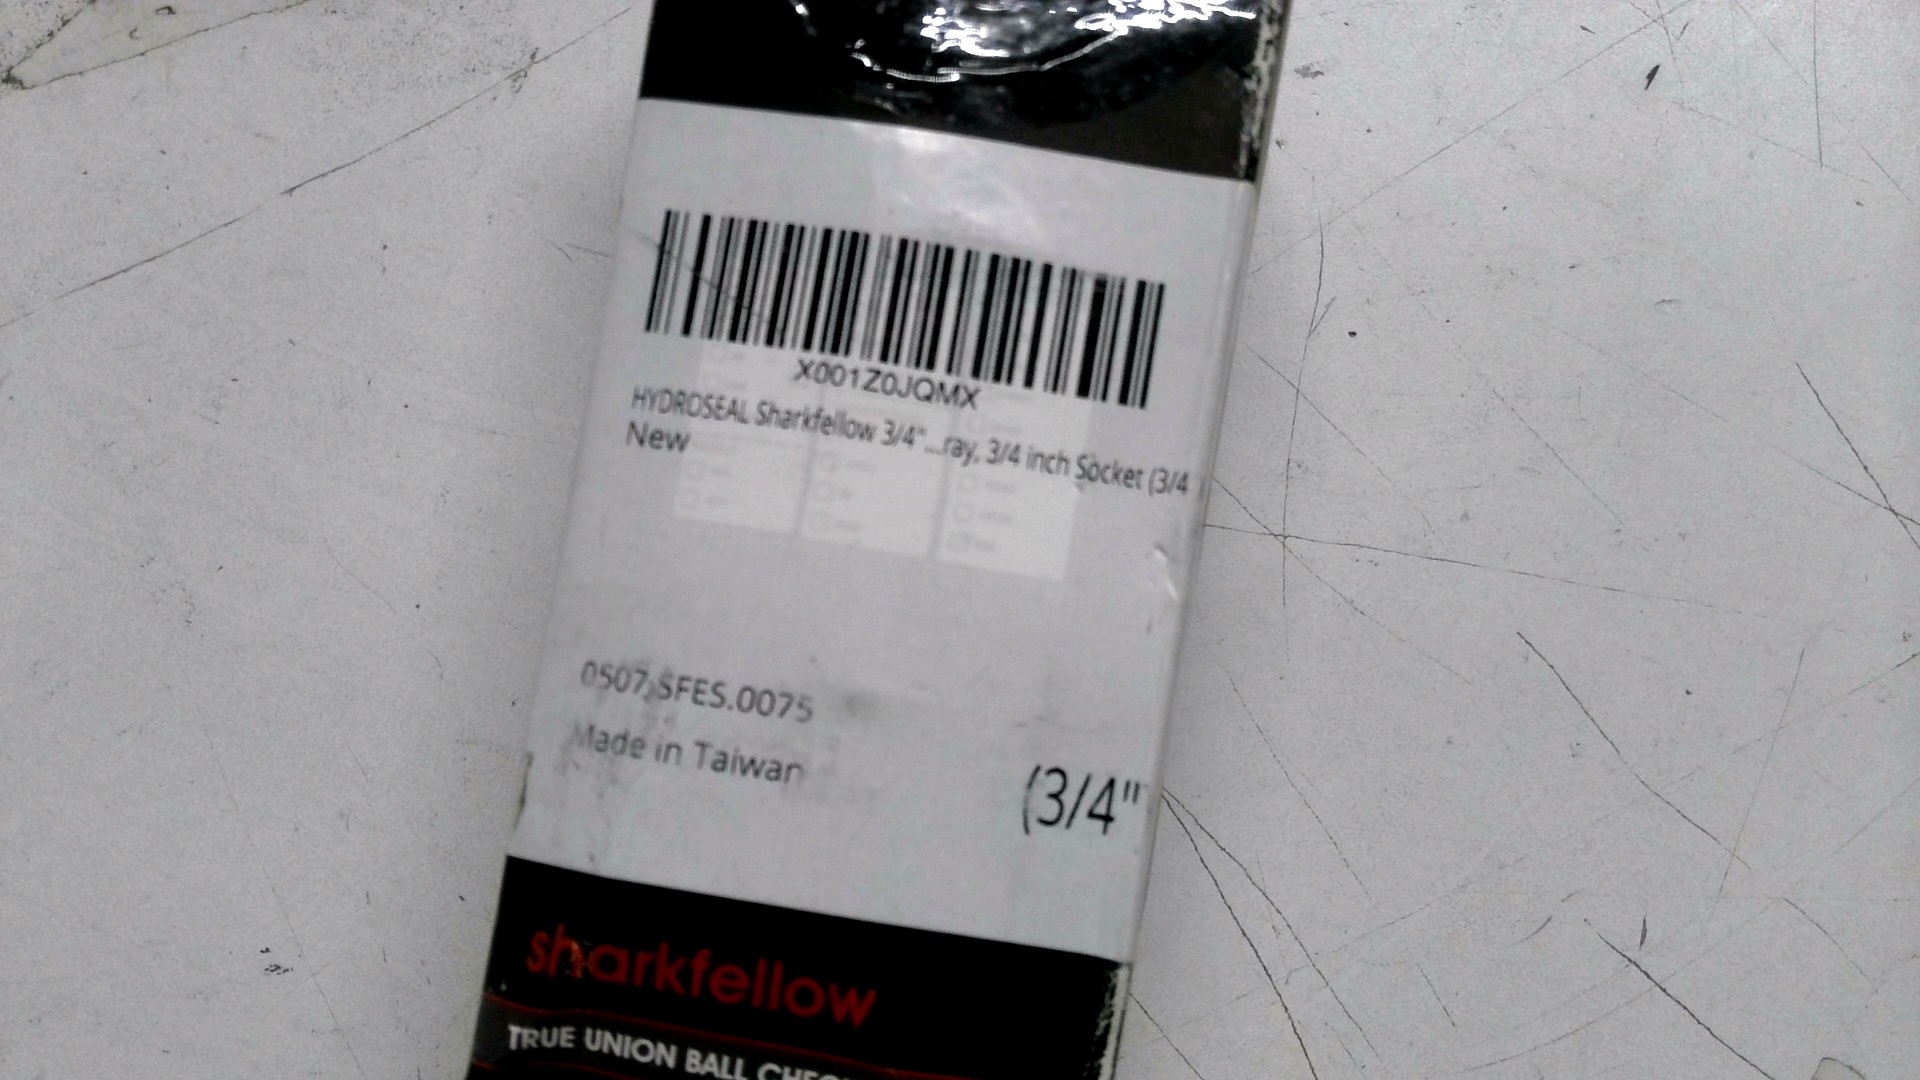 X001Z0JQMX
HYDROSEAL Sharkfellow 3/4"...ray, 3/4 inch Socket (3/4
New
0507.SFES.0075
Made in Taiwan
(3/4"
sharkfellow
TRUE UNION BALL